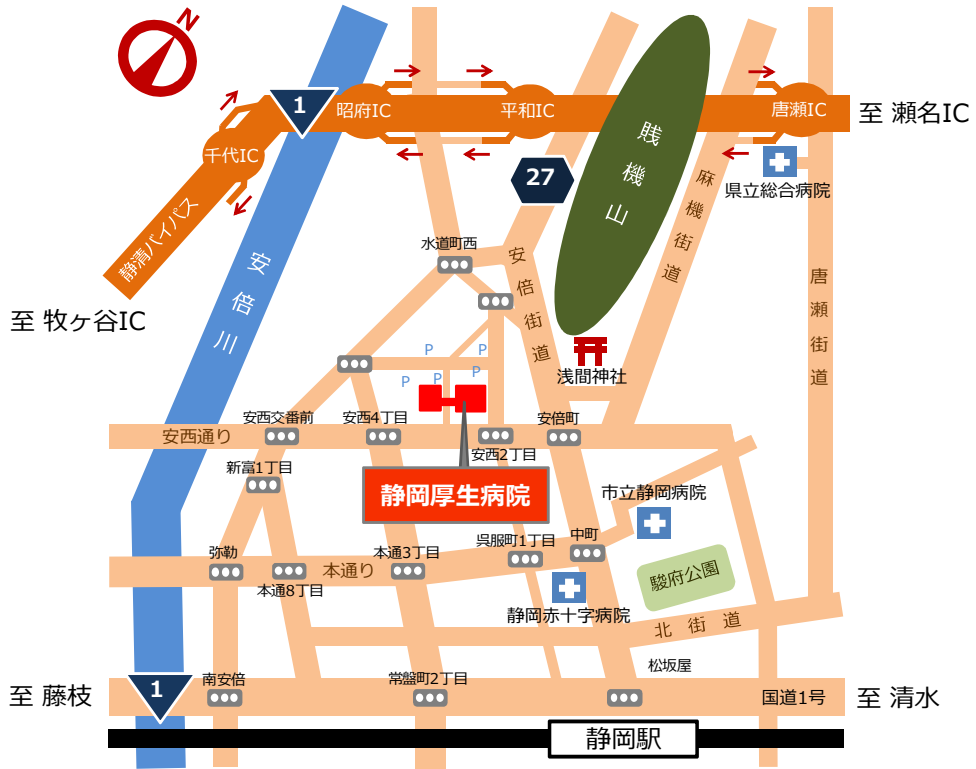 N
1
昭府IC
平和IC
唐瀬IC
至 瀬名IC
千代IC
静清バイパス
27
賎機山
麻機街道
県立総合病院
水道町西
安倍川
安倍街道
唐瀬街道
至 牧ヶ谷IC
P
P
P
P
P
浅間神社
安西交番前
安西4丁目
安倍町
安西通り
安西2丁目
新富1丁目
静岡厚生病院
市立静岡病院
弥勒
本通り
本通3丁目
呉服町1丁目
中町
本通8丁目
駿府公園
静岡赤十字病院
北街道
松坂屋
至 藤枝
1
南安倍
常盤町2丁目
国道1号
至 清水
静岡駅